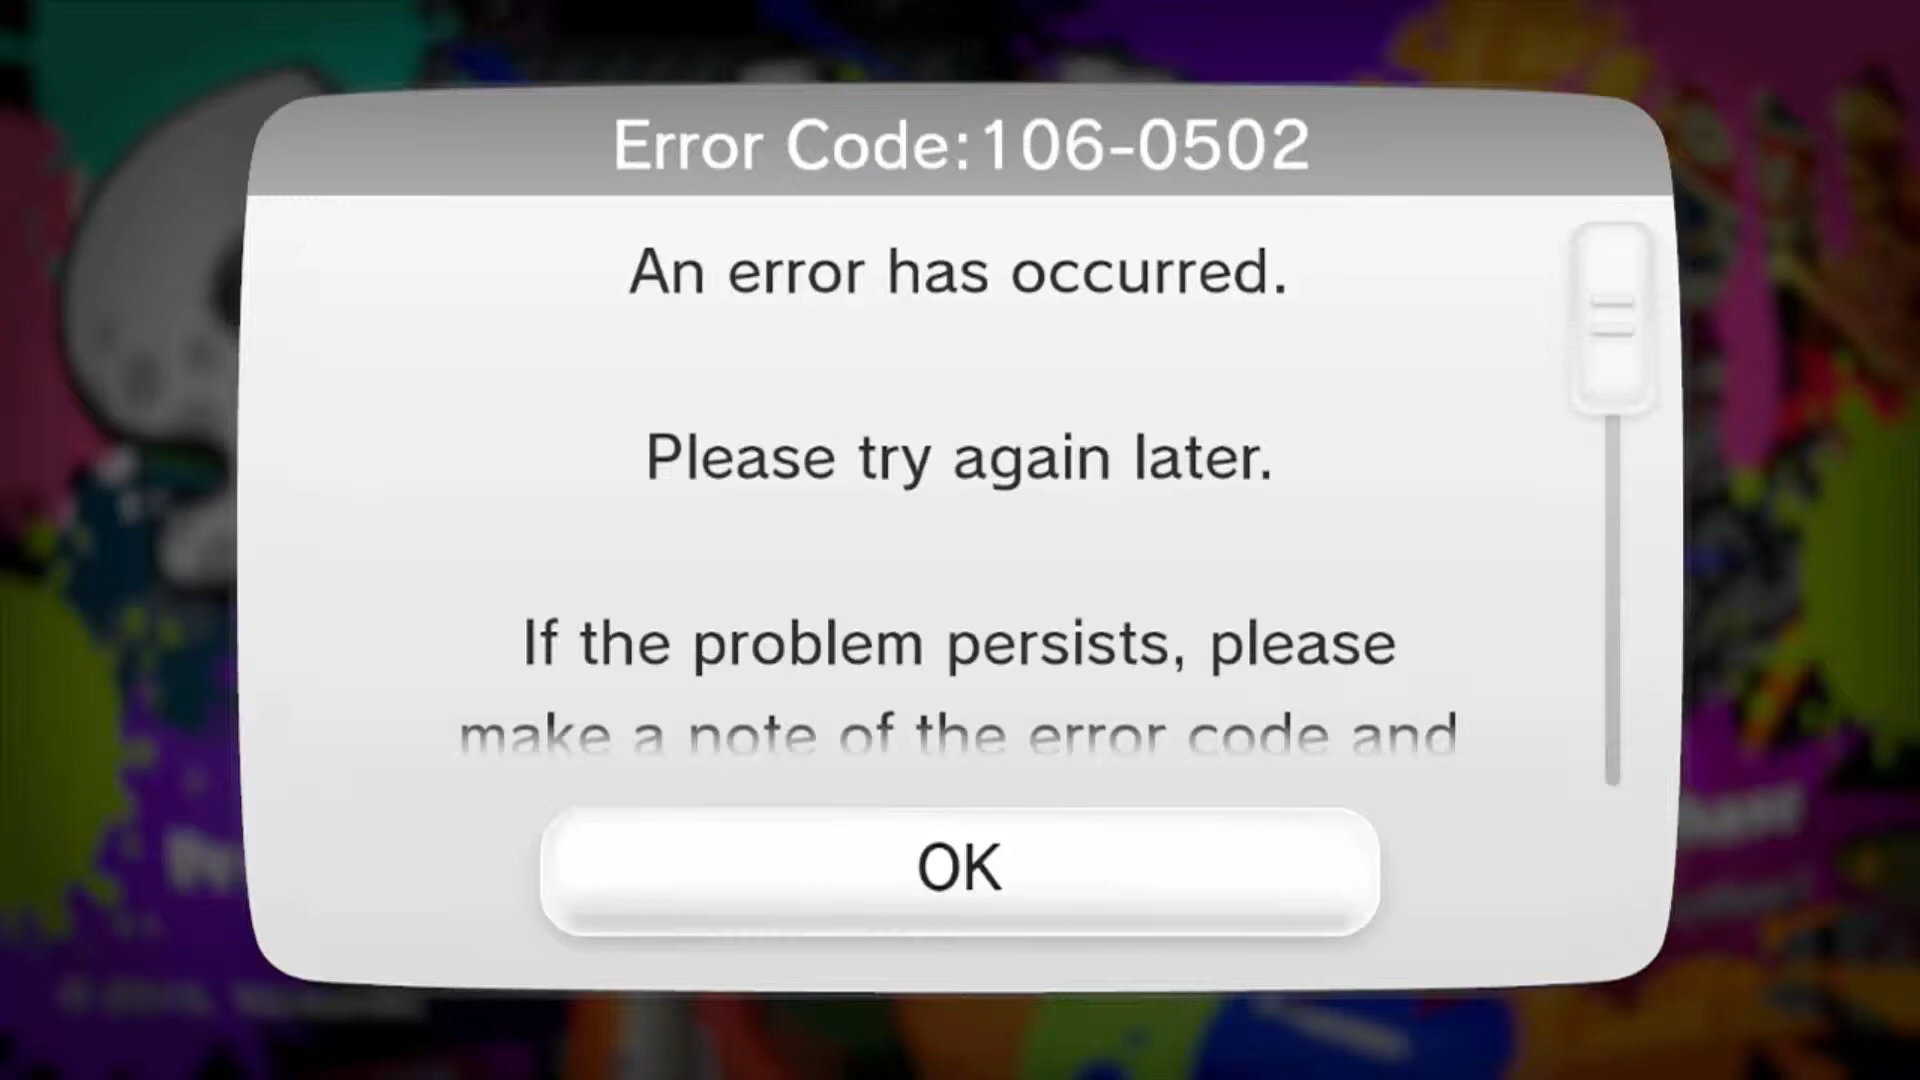 Error Code:106-0502
An error has occurred.
Please try again later.
If the problem persists, please
make a note of the error code and
OK